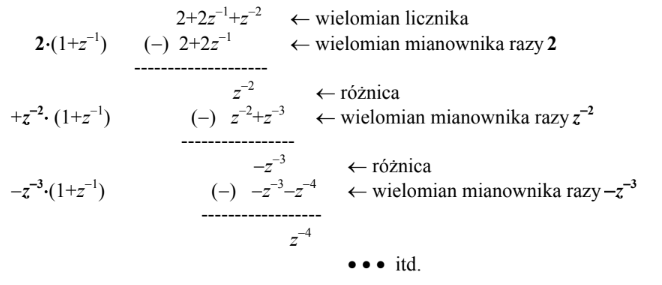 2+2z⁻¹+z⁻² ← wielomian licznika
2·(1+z⁻¹) (−) 2+2z⁻¹ ← wielomian mianownika razy 2
--------------------
z⁻² ← różnica
+z⁻²· (1+z⁻¹) (−) z⁻²+z⁻³ ← wielomian mianownika razy z⁻²
-----------------
−z⁻³ ← różnica
−z⁻³·(1+z⁻¹) (−) −z⁻³−z⁻⁴ ← wielomian mianownika razy −z⁻³
------------------
z⁻⁴
● ● ● itd.